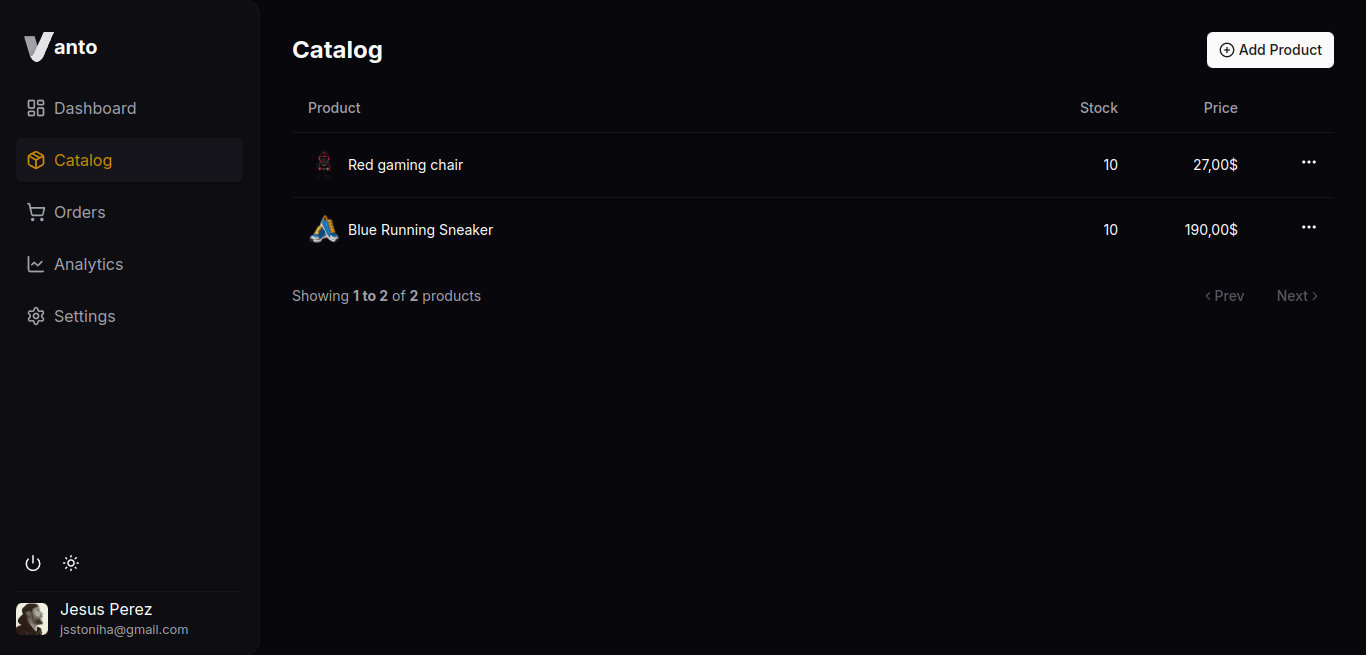 Vanto
Dashboard
Catalog
Orders
Analytics
Settings
Jesus Perez
jsstoniha@gmail.com
Catalog
Add Product
Product Stock Price
Red gaming chair 10 27,00$
Blue Running Sneaker 10 190,00$
Showing 1 to 2 of 2 products
Prev Next